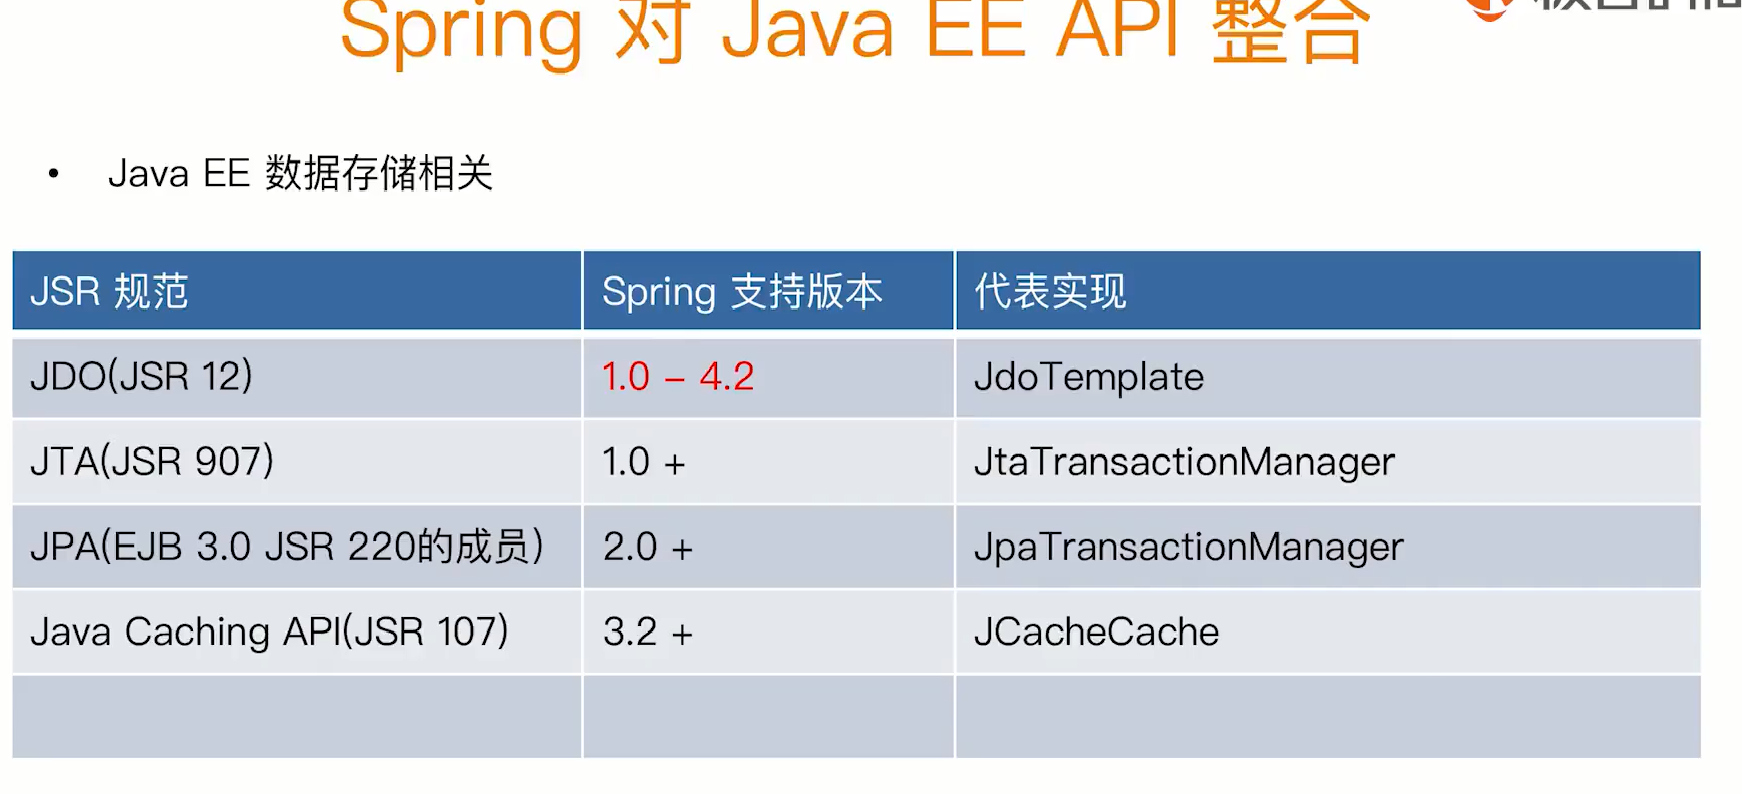 Spring 对 Java EE API 整合
• Java EE 数据存储相关
JSR 规范 Spring 支持版本 代表实现
JDO(JSR 12) 1.0 – 4.2 JdoTemplate
JTA(JSR 907) 1.0 + JtaTransactionManager
JPA(EJB 3.0 JSR 220的成员) 2.0 + JpaTransactionManager
Java Caching API(JSR 107) 3.2 + JCacheCache